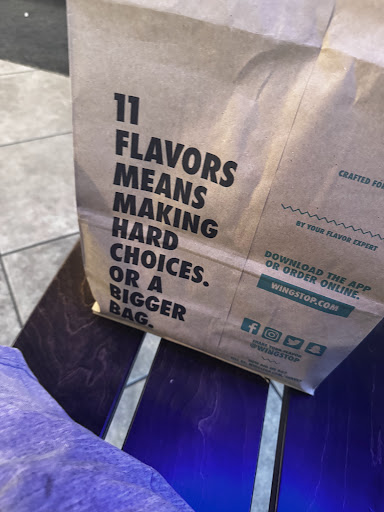 11
FLAVORS
MEANS
MAKING
HARD
CHOICES.
OR A
BIGGER
BAG.
CRAFTED FOR
BY YOUR FLAVOR EXPERT
DOWNLOAD THE APP
OR ORDER ONLINE.
WINGSTOP.COM
@WINGSTOP